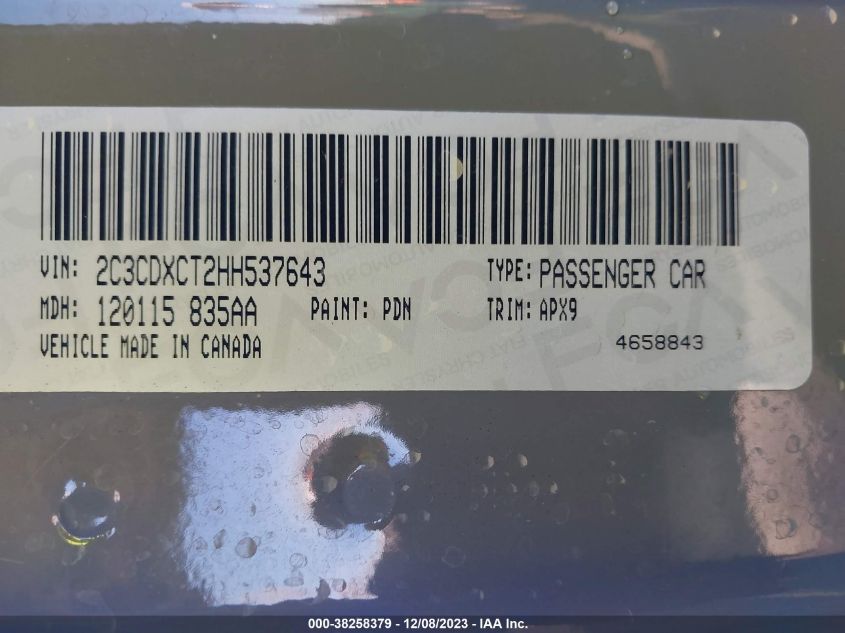 VIN: 2C3CDXCT2HH537643 TYPE: PASSENGER CAR
MDH: 120115 835AA PAINT: PDN TRIM: APX9
VEHICLE MADE IN CANADA 4658843
000-38258379 - 12/08/2023 - IAA Inc.